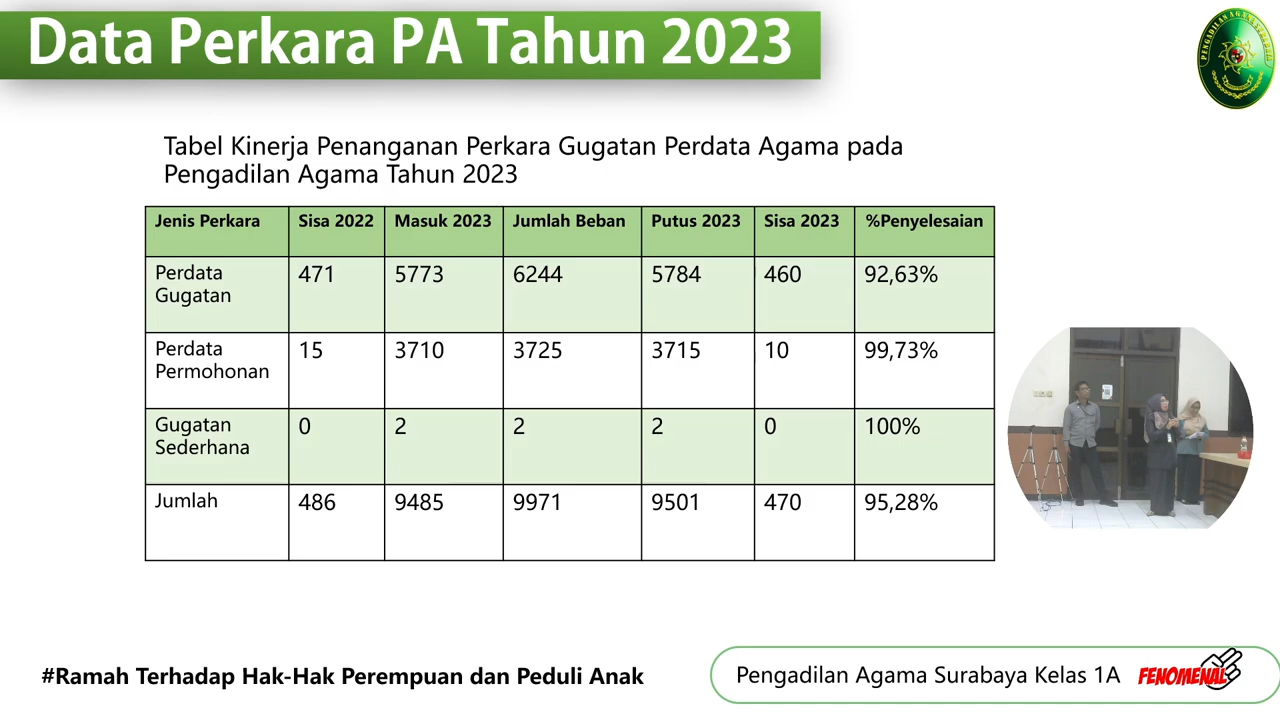 Data Perkara PA Tahun 2023
Tabel Kinerja Penanganan Perkara Gugatan Perdata Agama pada
Pengadilan Agama Tahun 2023
Jenis Perkara Sisa 2022 Masuk 2023 Jumlah Beban Putus 2023 Sisa 2023 %Penyelesaian
Perdata Gugatan 471 5773 6244 5784 460 92,63%
Perdata Permohonan 15 3710 3725 3715 10 99,73%
Gugatan Sederhana 0 2 2 2 0 100%
Jumlah 486 9485 9971 9501 470 95,28%
#Ramah Terhadap Hak-Hak Perempuan dan Peduli Anak
Pengadilan Agama Surabaya Kelas 1A
FENOMENAL